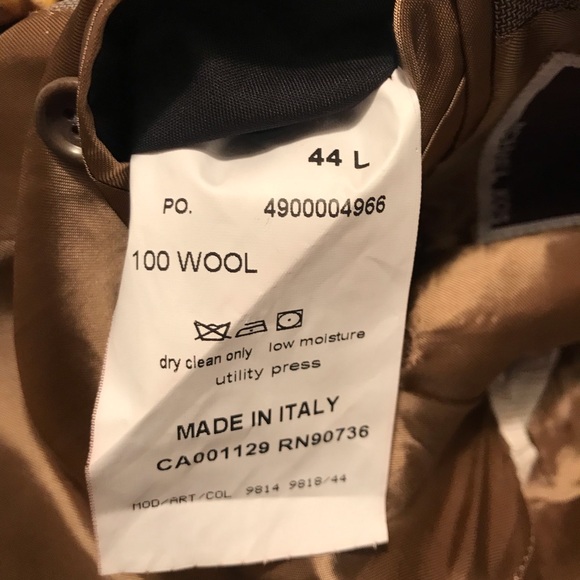 44 L
PO. 4900004966
100 WOOL
dry clean only low moisture
utility press
MADE IN ITALY
CA001129 RN90736
MOD/ART/COL 9814 9818/44